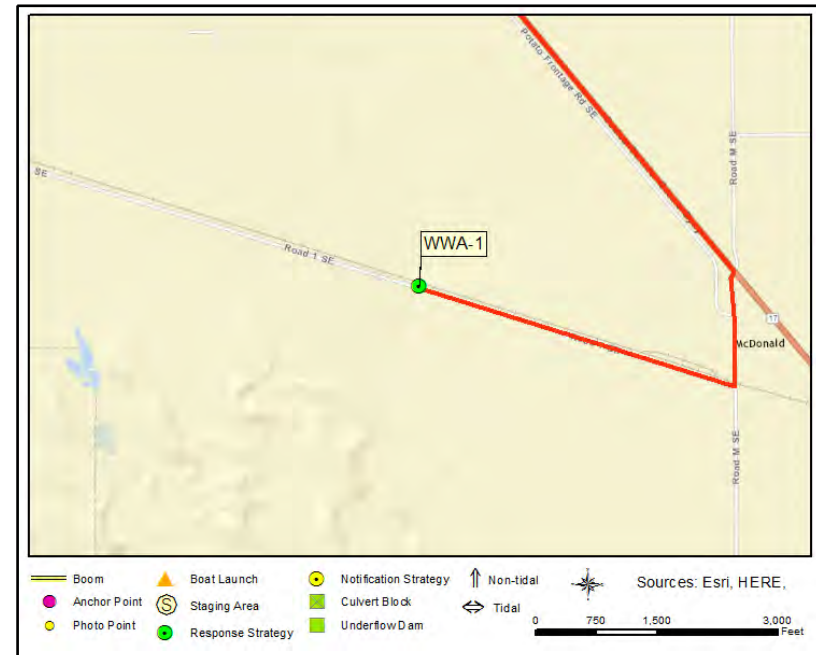 Potato Frontage Rd SE
Road M SE
SE
WWA-1
Road 1 SE
17
McDonald
Road M SE
Boom
Boat Launch
Notification Strategy
Non-tidal
Sources: Esri, HERE,
Anchor Point
S
Staging Area
Culvert Block
Tidal
Photo Point
Response Strategy
Underflow Dam
0 750 1,500 3,000
Feet